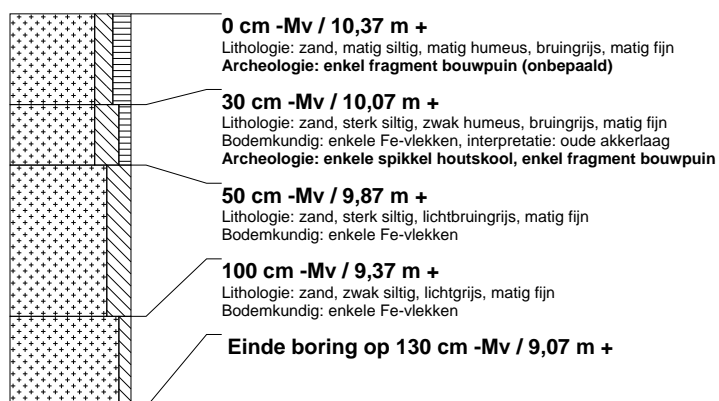 0 cm -Mv / 10,37 m +
Lithologie: zand, matig siltig, matig humeus, bruingrijs, matig fijn
Archeologie: enkel fragment bouwpuin (onbepaald)
30 cm -Mv / 10,07 m +
Lithologie: zand, sterk siltig, zwak humeus, bruingrijs, matig fijn
Bodemkundig: enkele Fe-vlekken, interpretatie: oude akkerlaag
Archeologie: enkele spikkel houtskool, enkel fragment bouwpuin
50 cm -Mv / 9,87 m +
Lithologie: zand, sterk siltig, lichtbruingrijs, matig fijn
Bodemkundig: enkele Fe-vlekken
100 cm -Mv / 9,37 m +
Lithologie: zand, zwak siltig, lichtgrijs, matig fijn
Bodemkundig: enkele Fe-vlekken
Einde boring op 130 cm -Mv / 9,07 m +